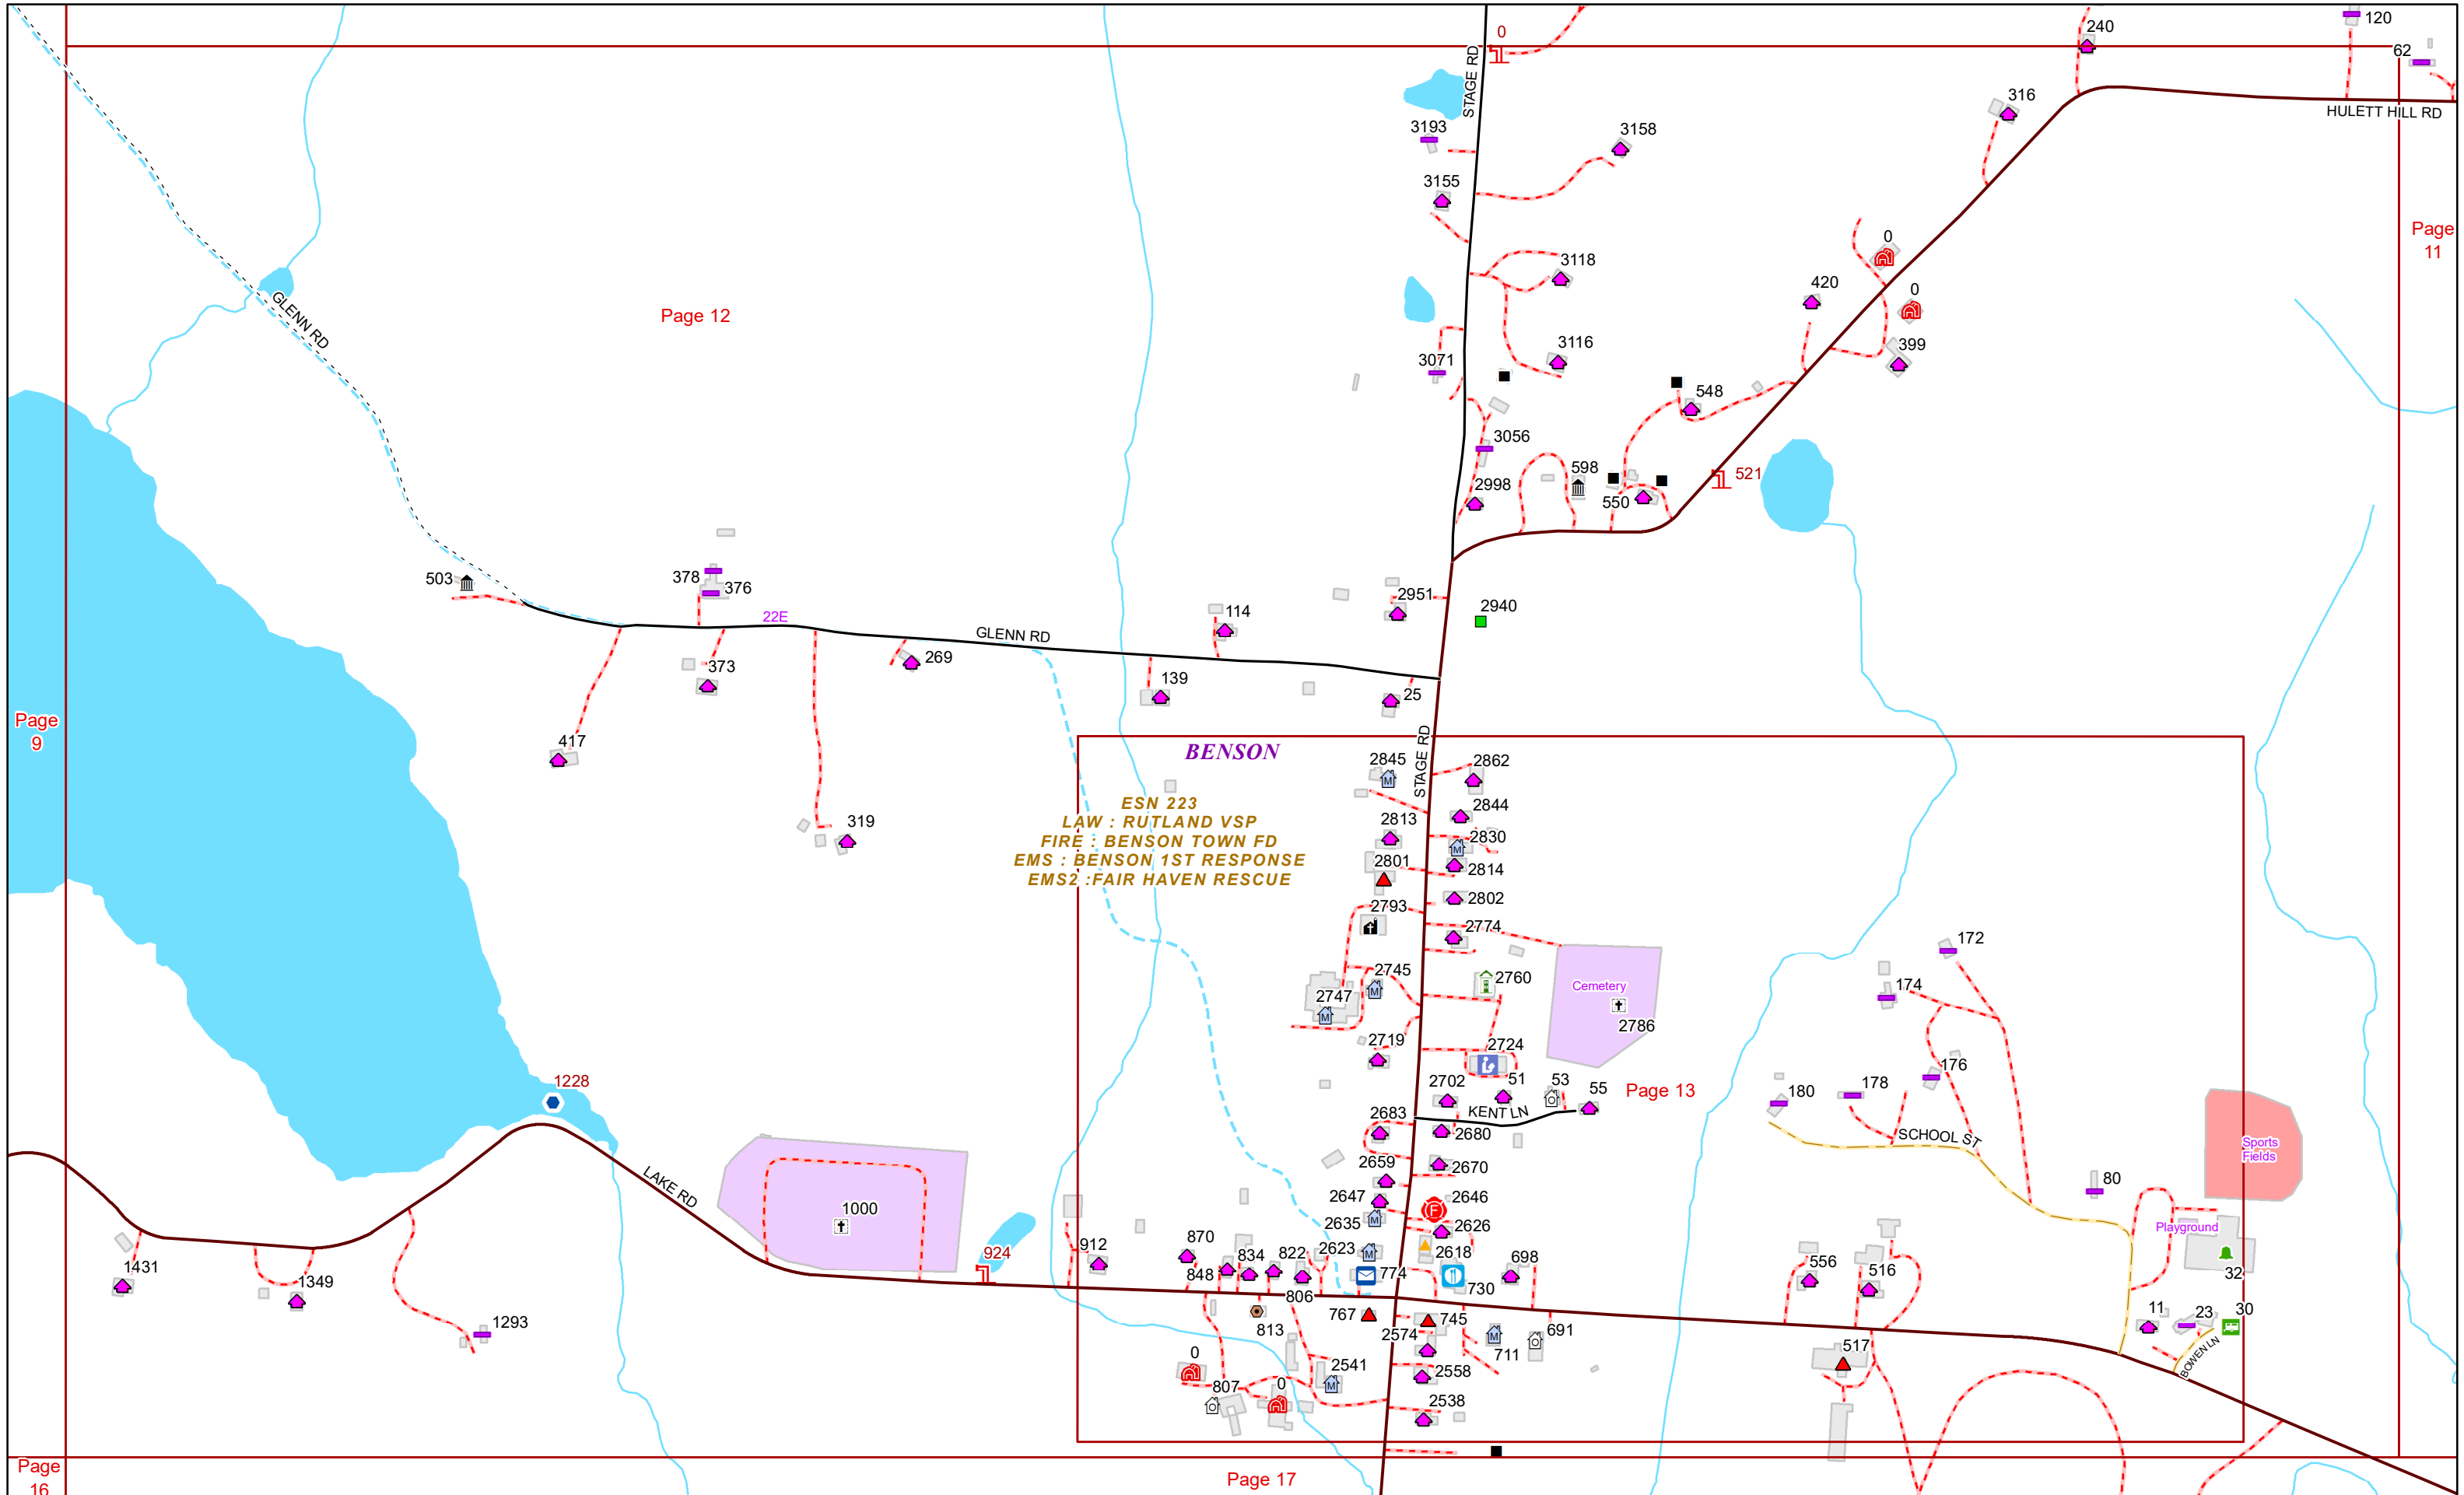 0
240
120
62
STAGE RD
HULETT HILL RD
316
3193
3158
3155
Page
11
0
3118
420
0
GLENN RD
Page 12
3116
399
3071
548
3056
598
521
2998
550
503
378
376
22E
2951
2940
114
GLENN RD
269
373
139
25
Page
9
417
BENSON
STAGE RD
2845
2862
ESN 223
LAW : RUTLAND VSP
FIRE : BENSON TOWN FD
EMS : BENSON 1ST RESPONSE
EMS2 :FAIR HAVEN RESCUE
2844
2813
2830
319
2801
2814
2802
2793
2774
172
2745
2760
174
2747
Cemetery
2786
2719
2724
176
1228
2702
51
53
55
Page 13
180
178
KENT LN
2683
2680
SCHOOL ST
Sports
Fields
2659
2670
LAKE RD
2647
2646
80
1000
2635
2626
Playground
912
870
834
822
2623
2618
698
924
848
774
730
556
516
32
1431
1349
806
1293
813
767
745
2574
691
711
11
23
30
517
BOWEN LN
0
807
0
2541
2558
2538
Page
16
Page 17
M
M
M
M
M
M
M
M
M
F